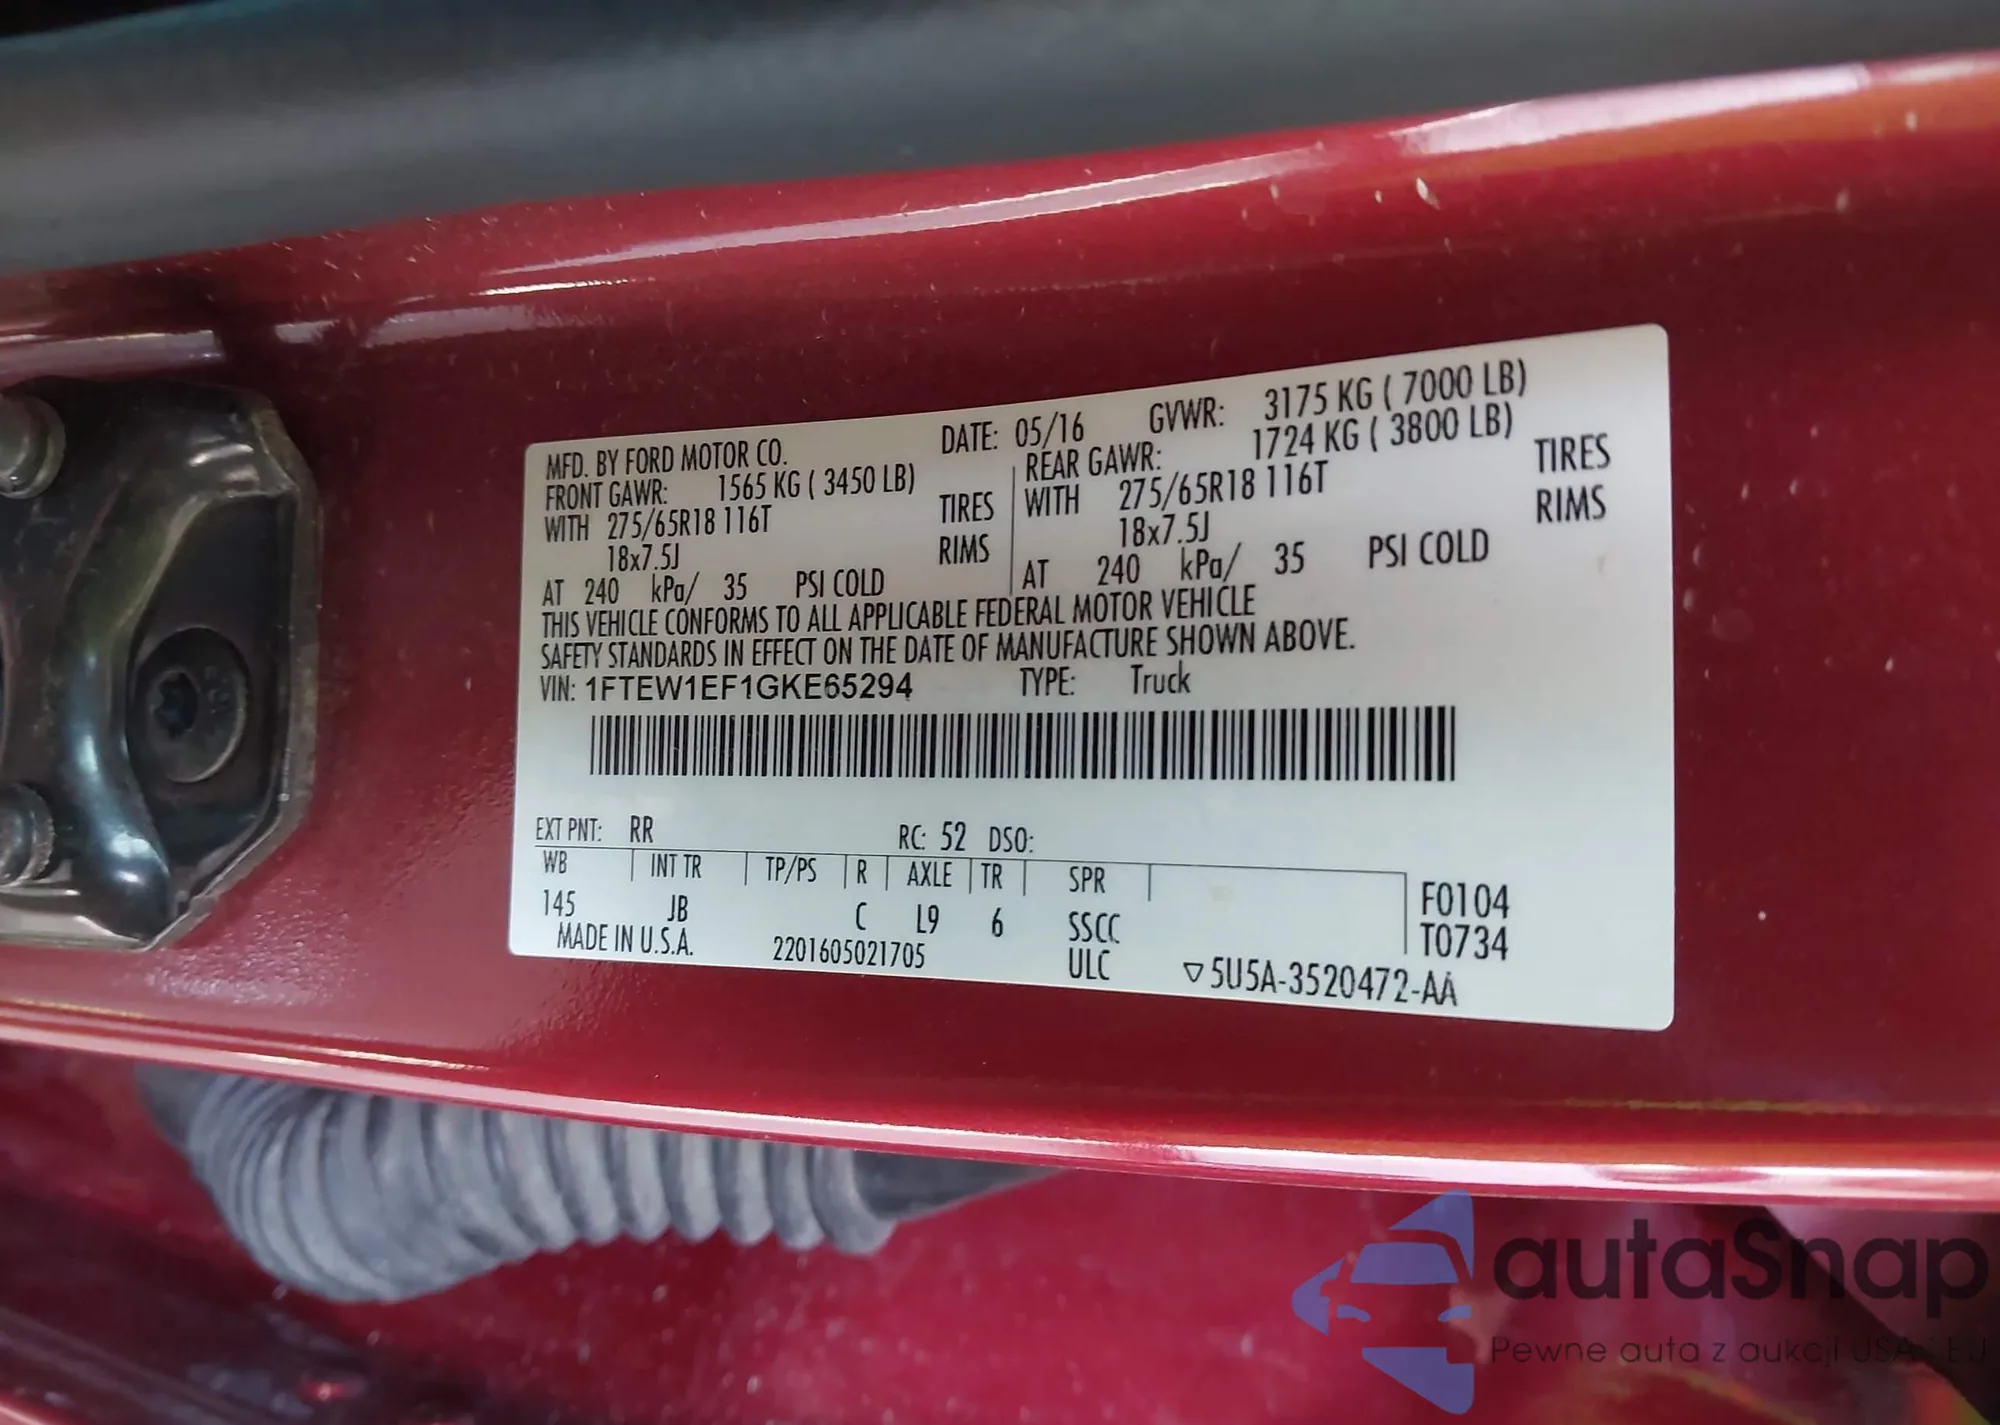 MFD. BY FORD MOTOR CO. DATE: 05/16 GVWR: 3175 KG ( 7000 LB)
FRONT GAWR: 1565 KG ( 3450 LB) REAR GAWR: 1724 KG ( 3800 LB)
WITH 275/65R18 116T TIRES WITH 275/65R18 116T TIRES
18x7.5J RIMS 18x7.5J RIMS
AT 240 kPa/ 35 PSI COLD AT 240 kPa/ 35 PSI COLD
THIS VEHICLE CONFORMS TO ALL APPLICABLE FEDERAL MOTOR VEHICLE
SAFETY STANDARDS IN EFFECT ON THE DATE OF MANUFACTURE SHOWN ABOVE.
VIN: 1FTEW1EF1GKE65294 TYPE: Truck
EXT PNT: RR RC: 52 DSO:
WB INT TR TP/PS R AXLE TR SPR
145 JB C L9 6 SSCC F0104
MADE IN U.S.A. 2201605021705 ULC T0734
▽5U5A-3520472-AA
autaSnap
Pewne auta z aukcji USA i EU